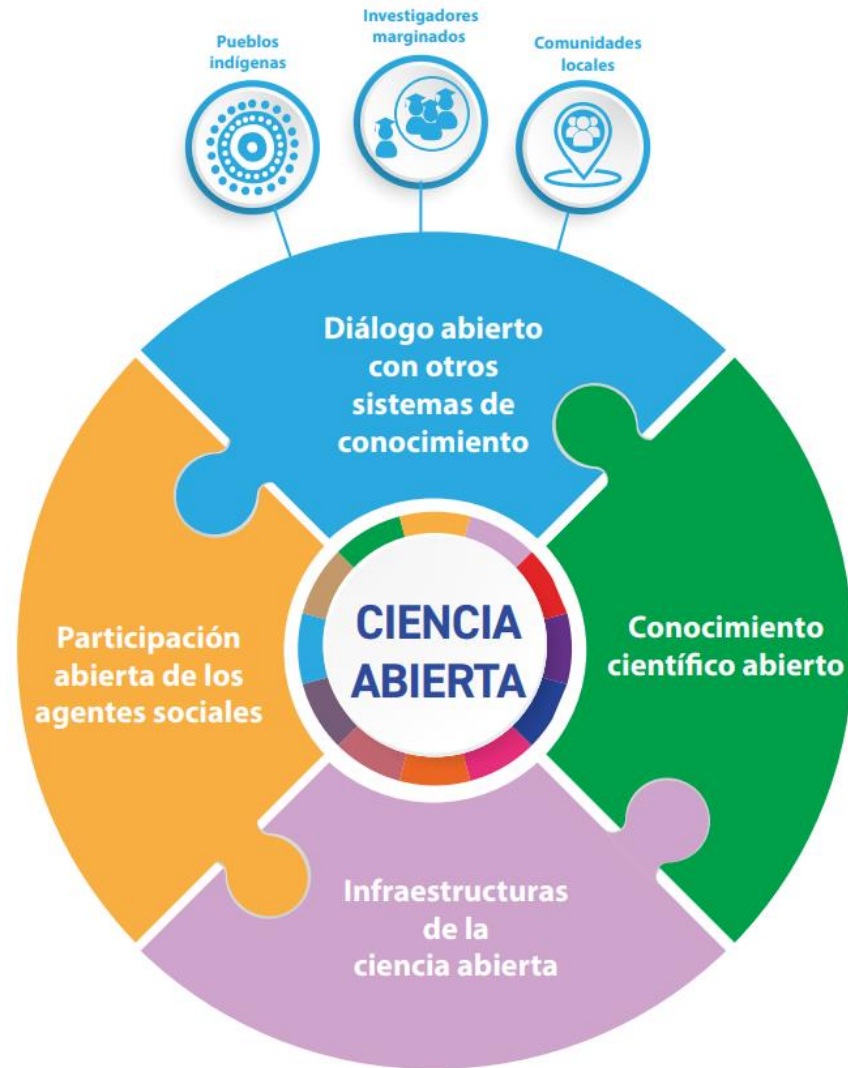 Pueblos
indígenas
Investigadores
marginados
Comunidades
locales
Diálogo abierto
con otros
sistemas de
conocimiento
Participación
abierta de los
agentes sociales
CIENCIA
ABIERTA
Conocimiento
científico abierto
Infraestructuras
de la
ciencia abierta